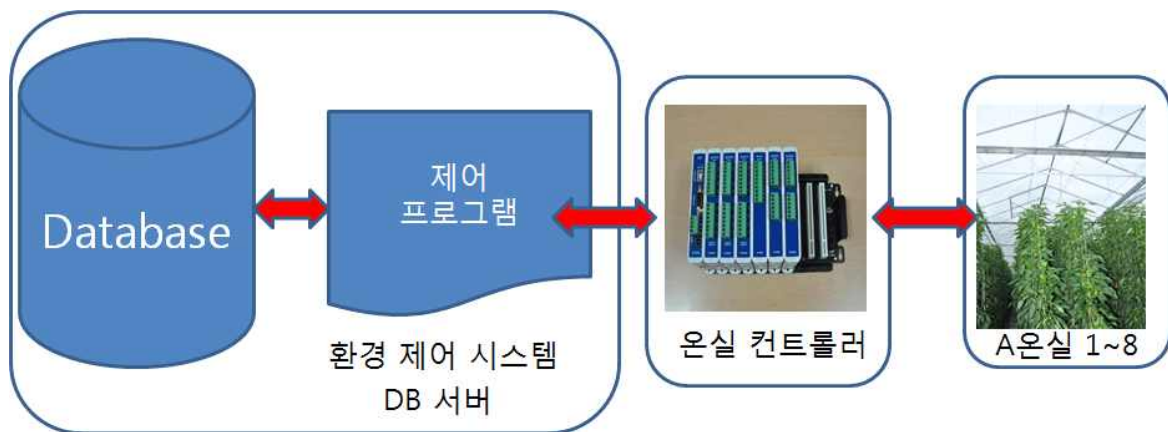 Database
제어
프로그램
환경 제어 시스템
DB 서버
온실 컨트롤러
A온실 1~8